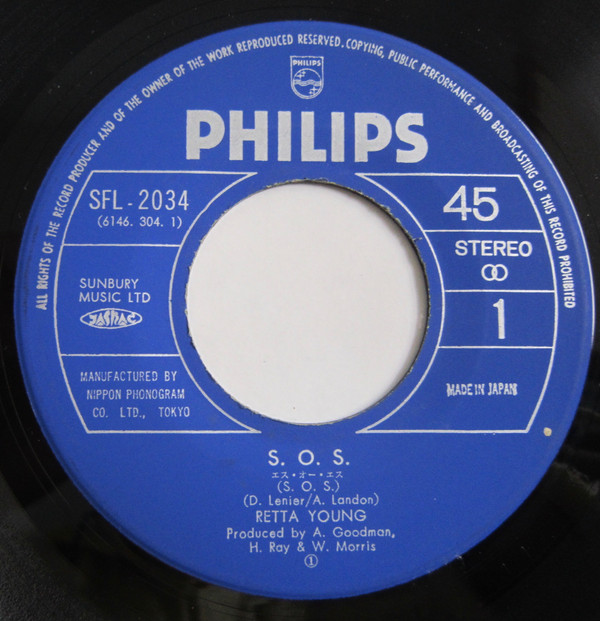 ALL RIGHTS OF THE RECORD PRODUCER AND OF THE OWNER OF THE WORK REPRODUCED RESERVED. COPYING, PUBLIC PERFORMANCE AND BROADCASTING OF THIS RECORD PROHIBITED
PHILIPS
PHILIPS
SFL-2034
(6146. 304. 1)
SUNBURY
MUSIC LTD
JASRAC
MANUFACTURED BY
NIPPON PHONOGRAM
CO. LTD., TOKYO
45
STEREO
1
MADE IN JAPAN
S. O. S.
エス・オー・エス
(S. O. S.)
(D. Lenier/A. Landon)
RETTA YOUNG
Produced by A. Goodman,
H. Ray & W. Morris
①